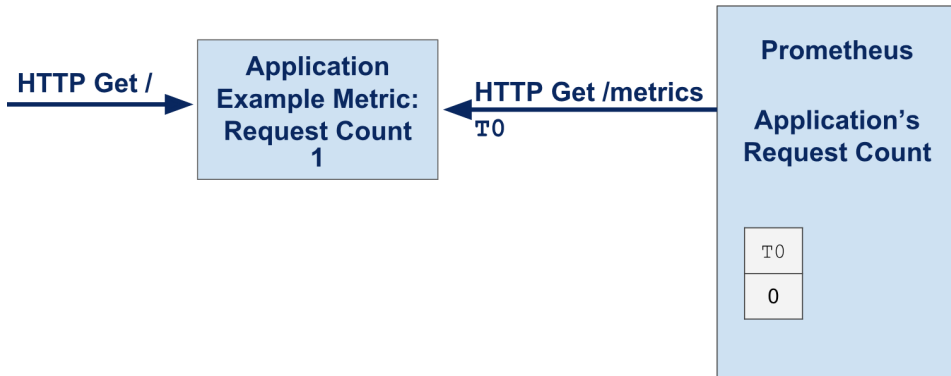 HTTP Get /
Application
Example Metric:
Request Count
1
HTTP Get /metrics
T0
Prometheus
Application's
Request Count
T0
0